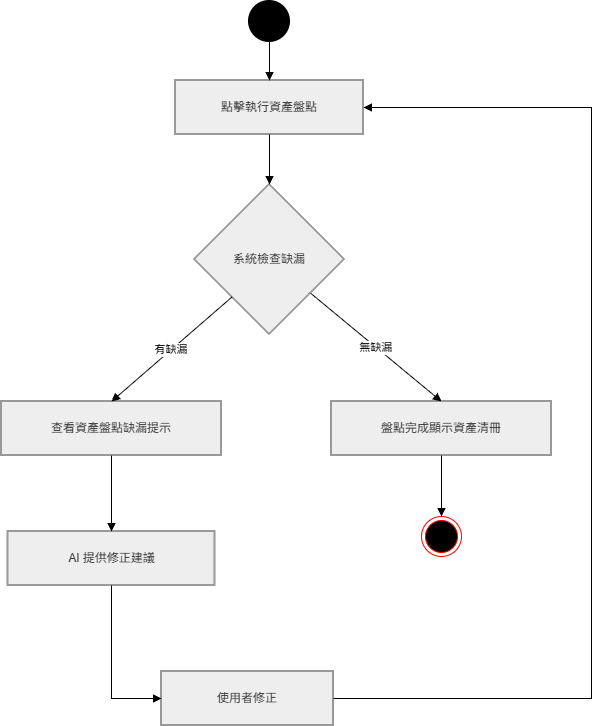 點擊執行資產盤點
系統檢查缺漏
有缺漏
無缺漏
查看資產盤點缺漏提示
盤點完成顯示資產清冊
AI 提供修正建議
使用者修正